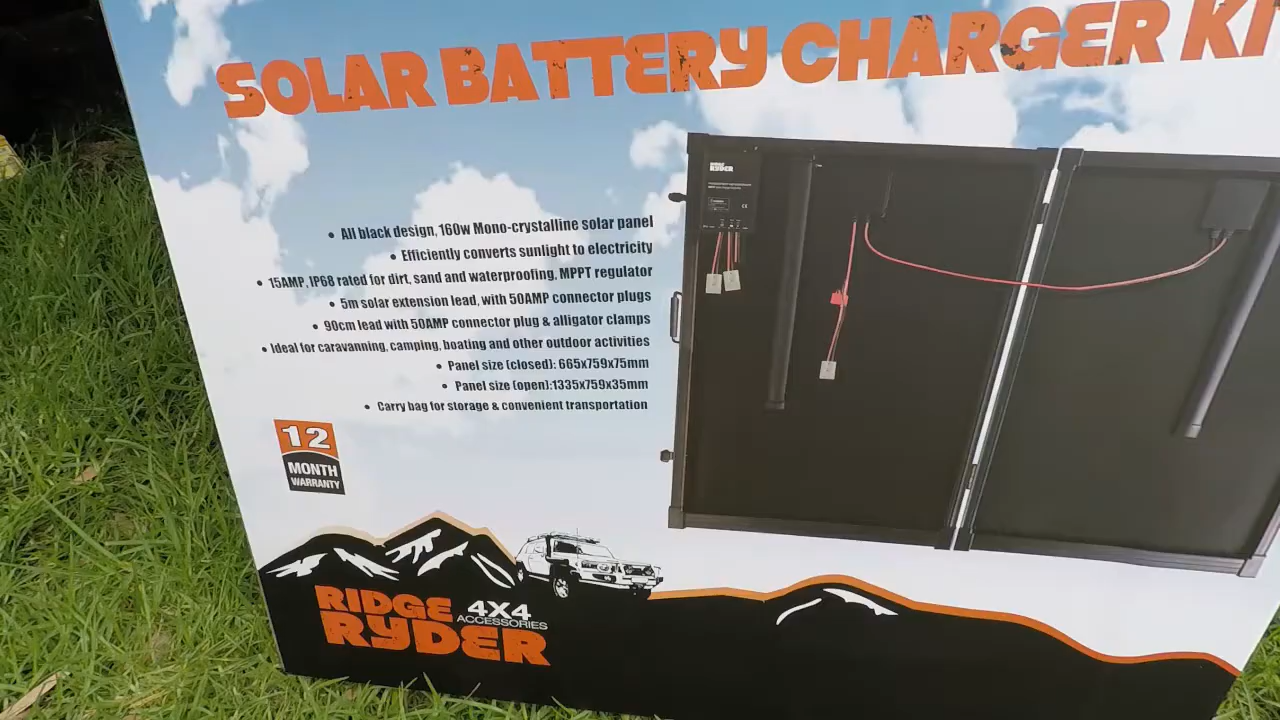 SOLAR BATTERY CHARGER KI
RYDER
• All black design, 160w Mono-crystalline solar panel
• Efficiently converts sunlight to electricity
• 15AMP, IP68 rated for dirt, sand and waterproofing, MPPT regulator
• 5m solar extension lead, with 50AMP connector plugs
• 90cm lead with 50AMP connector plug & alligator clamps
• Ideal for caravanning, camping, boating and other outdoor activities
• Panel size (closed): 665x759x75mm
• Panel size (open):1335x759x35mm
• Carry bag for storage & convenient transportation
12
MONTH
WARRANTY
RIDGE
RYDER
4X4
ACCESSORIES